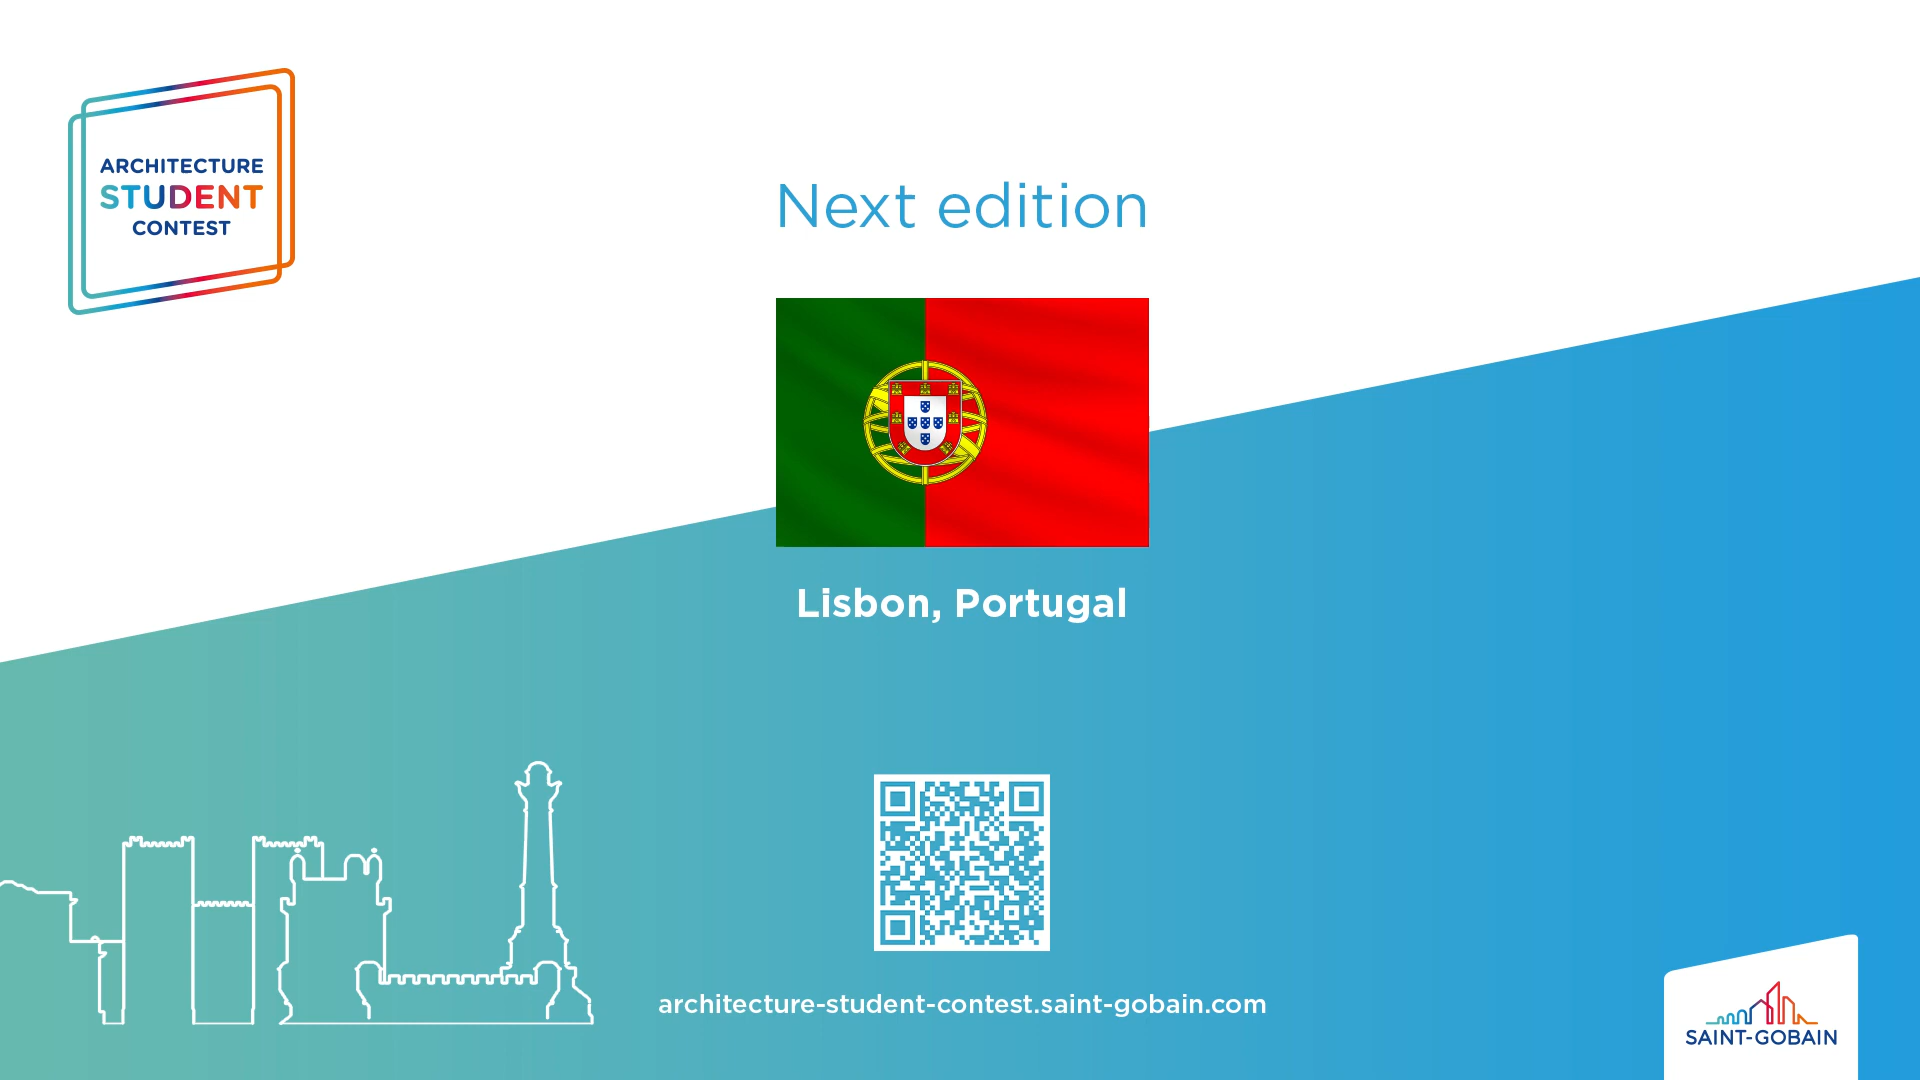 ARCHITECTURE
STUDENT
CONTEST
Next edition
Lisbon, Portugal
architecture-student-contest.saint-gobain.com
SAINT-GOBAIN